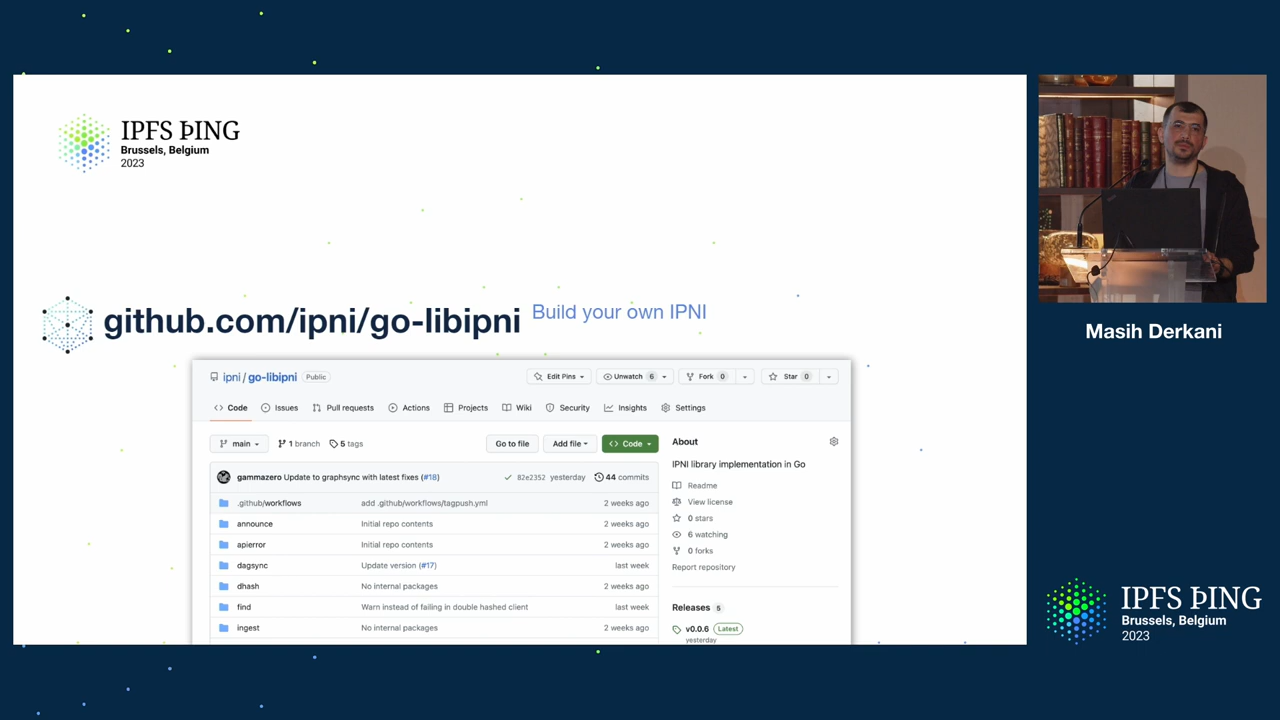 IPFS ÞING
Brussels, Belgium
2023
github.com/ipni/go-libipni Build your own IPNI
ipni / go-libipni Public
Edit Pins Unwatch 6 Fork 0 Star 0
Code Issues Pull requests Actions Projects Wiki Security Insights Settings
main 1 branch 5 tags Go to file Add file Code
gammazero Update to graphsync with latest fixes (#18) 82e2352 yesterday 44 commits
.github/workflows add .github/workflows/tagpush.yml 2 weeks ago
announce Initial repo contents 2 weeks ago
apierror Initial repo contents 2 weeks ago
dagsync Update version (#17) last week
dhash No internal packages 2 weeks ago
find Warn instead of failing in double hashed client last week
ingest No internal packages 2 weeks ago
About
IPNI library implementation in Go
Readme
View license
0 stars
6 watching
0 forks
Report repository
Releases 5
v0.0.6 Latest
yesterday
Masih Derkani
IPFS ÞING
Brussels, Belgium
2023